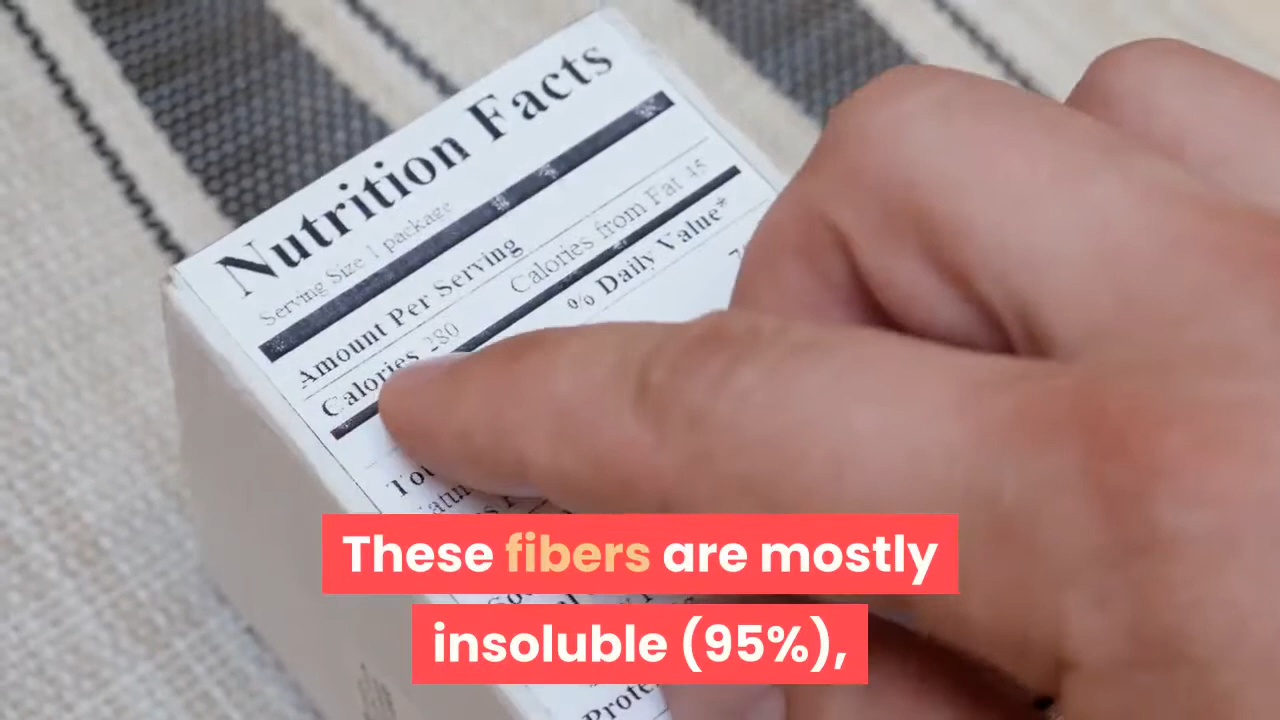 Nutrition Facts
Serving Size 1 package
Amount Per Serving
Calories 280 Calories from Fat 45
% Daily Value*
These fibers are mostly
insoluble (95%),